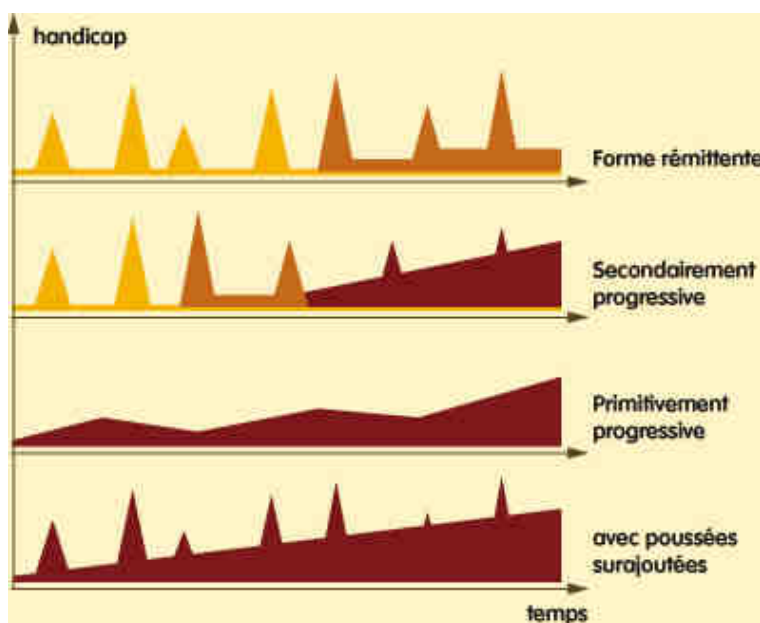 handicap
Forme rémittente
Secondairement
progressive
Primitivement
progressive
avec poussées
surajoutées
temps